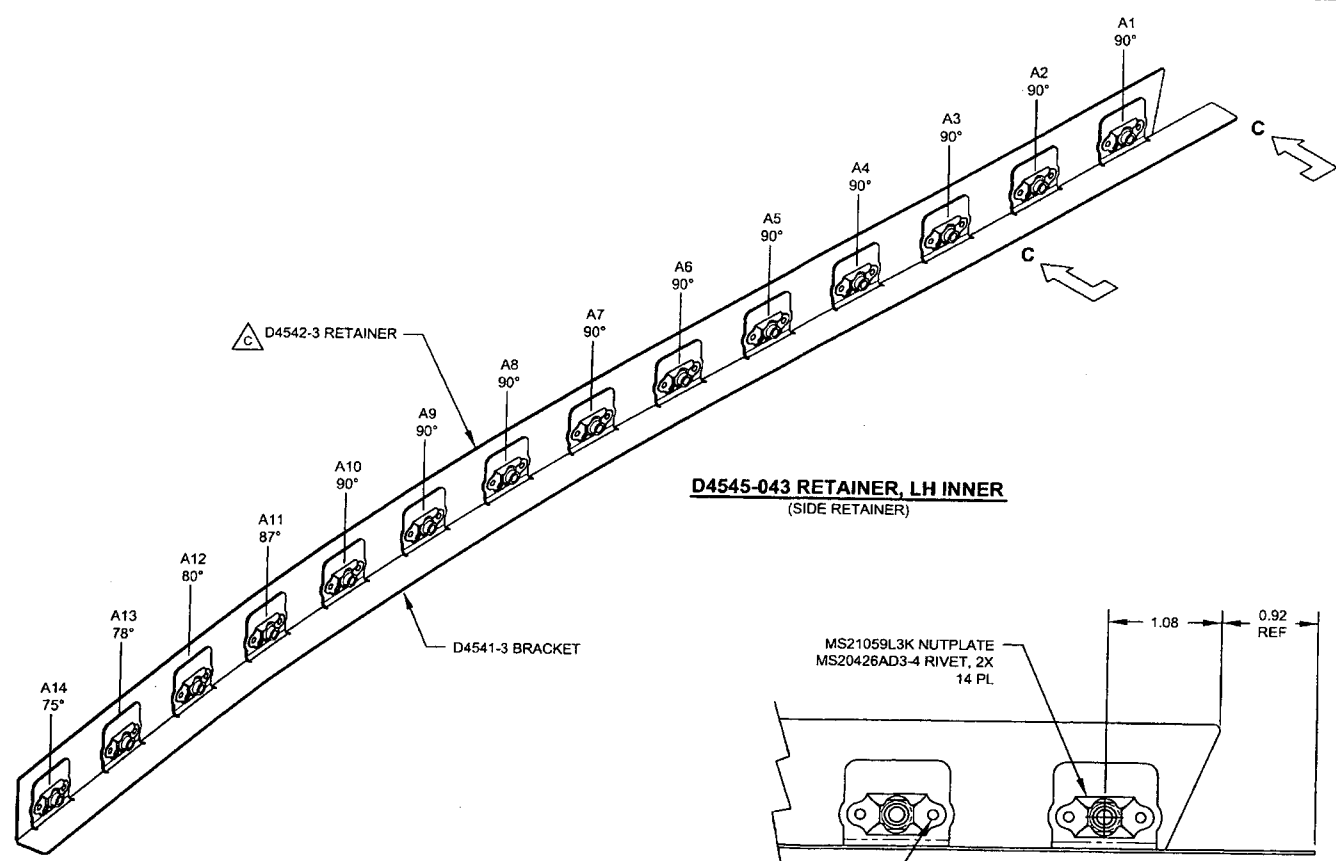 A1
90°
A2
90°
A3
90°
A4
90°
A5
90°
A6
90°
A7
90°
A8
90°
A9
90°
A10
90°
A11
87°
A12
80°
A13
78°
A14
75°
C
C
C D4542-3 RETAINER
D4541-3 BRACKET
D4545-043 RETAINER, LH INNER
(SIDE RETAINER)
MS21059L3K NUTPLATE
MS20426AD3-4 RIVET, 2X
14 PL
1.08
0.92
REF